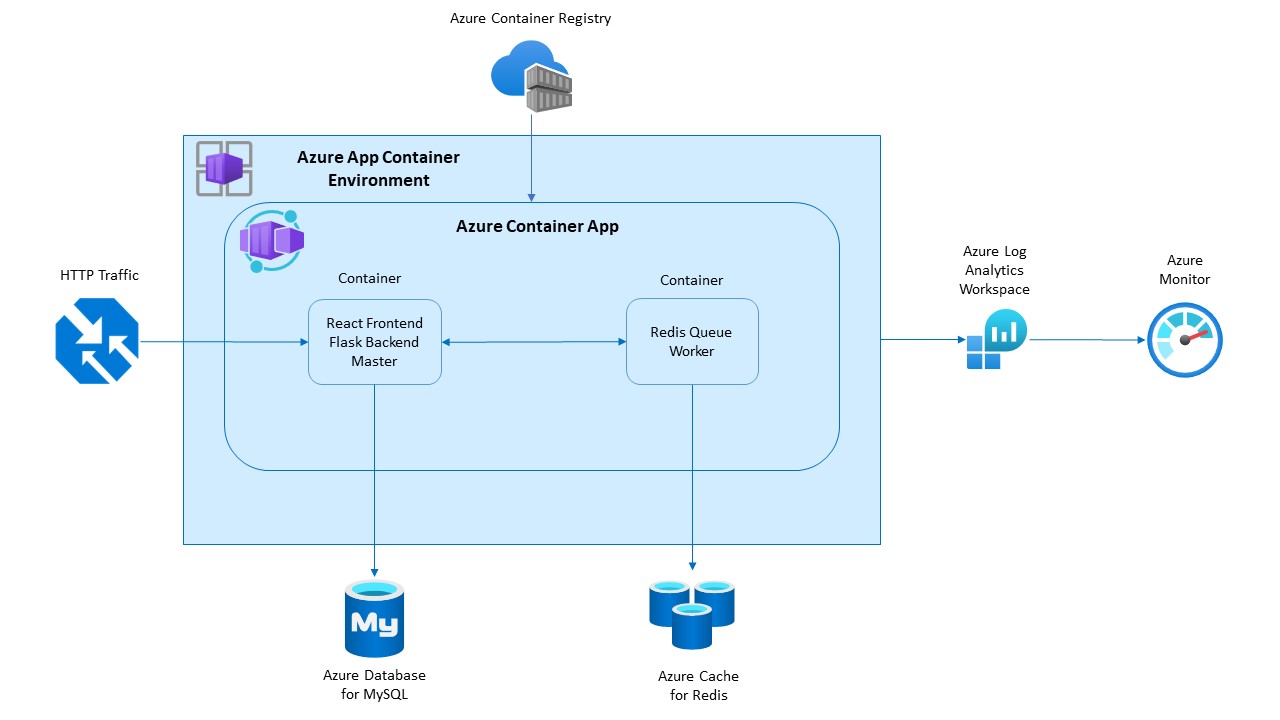 Azure Container Registry
Azure App Container
Environment
Azure Container App
HTTP Traffic
Container
React Frontend
Flask Backend
Master
Container
Redis Queue
Worker
Azure Log
Analytics
Workspace
Azure
Monitor
My
Azure Database
for MySQL
Azure Cache
for Redis